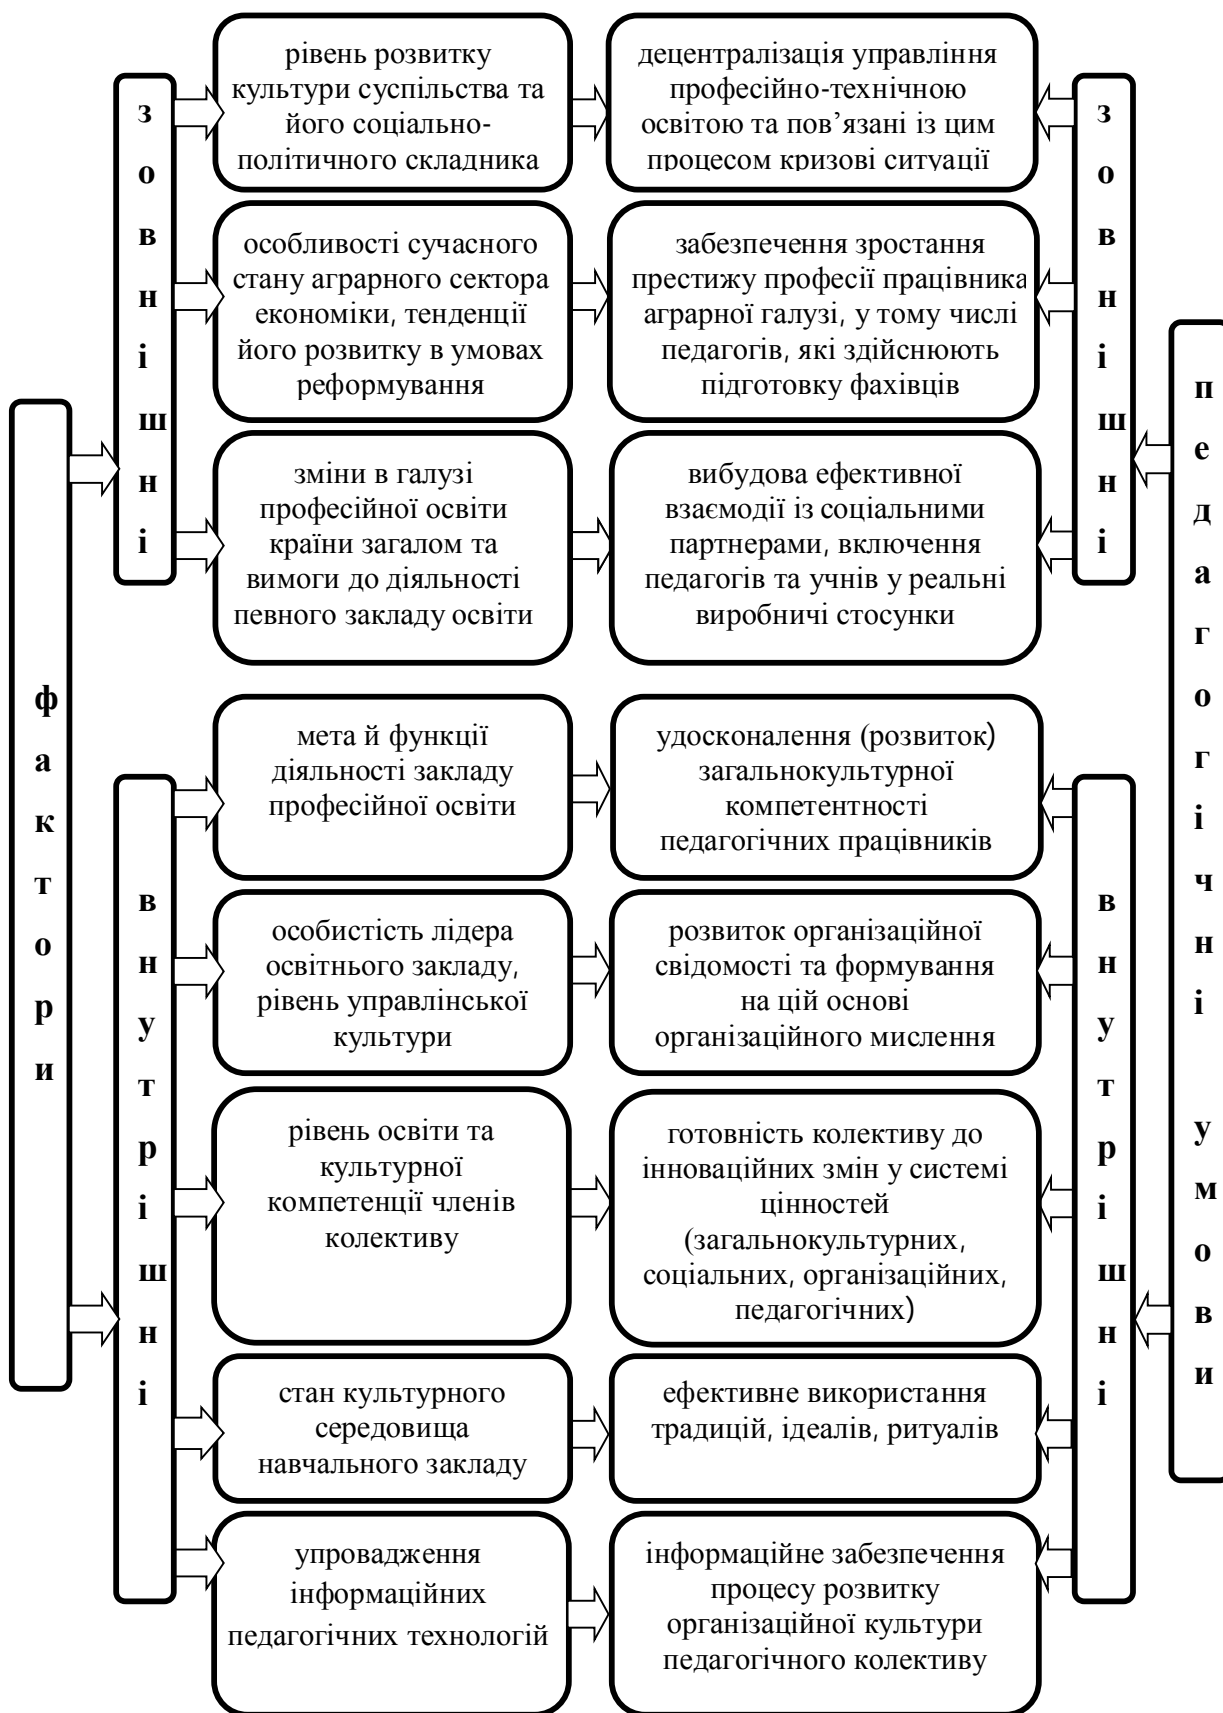 фактори
зовнішні
рівень розвитку
культури суспільства та
його соціально-
політичного складника
децентралізація управління
професійно-технічною
освітою та пов’язані із цим
процесом кризові ситуації
особливості сучасного
стану аграрного сектора
економіки, тенденції
його розвитку в умовах
реформування
забезпечення зростання
престижу професії працівника
аграрної галузі, у тому числі
педагогів, які здійснюють
підготовку фахівців
зміни в галузі
професійної освіти
країни загалом та
вимоги до діяльності
певного закладу освіти
вибудова ефективної
взаємодії із соціальними
партнерами, включення
педагогів та учнів у реальні
виробничі стосунки
зовнішні
внутрішні
мета й функції
діяльності закладу
професійної освіти
удосконалення (розвиток)
загальнокультурної
компетентності
педагогічних працівників
особистість лідера
освітнього закладу,
рівень управлінської
культури
розвиток організаційної
свідомості та формування
на цій основі
організаційного мислення
рівень освіти та
культурної
компетенції членів
колективу
готовність колективу до
інноваційних змін у системі
цінностей
(загальнокультурних,
соціальних, організаційних,
педагогічних)
стан культурного
середовища
навчального закладу
ефективне використання
традицій, ідеалів, ритуалів
упровадження
інформаційних
педагогічних технологій
інформаційне забезпечення
процесу розвитку
організаційної культури
педагогічного колективу
внутрішні
педагогічні умови